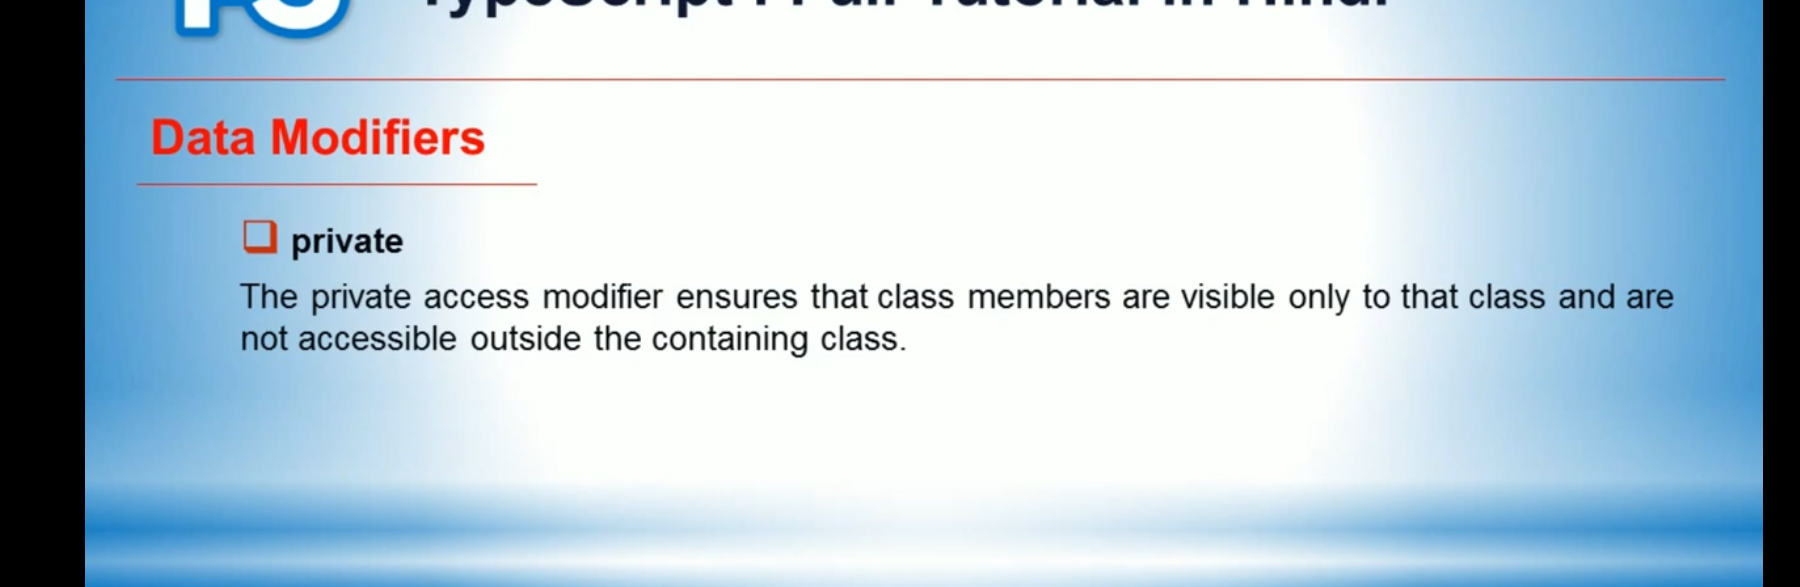 Data Modifiers
private
The private access modifier ensures that class members are visible only to that class and are
not accessible outside the containing class.